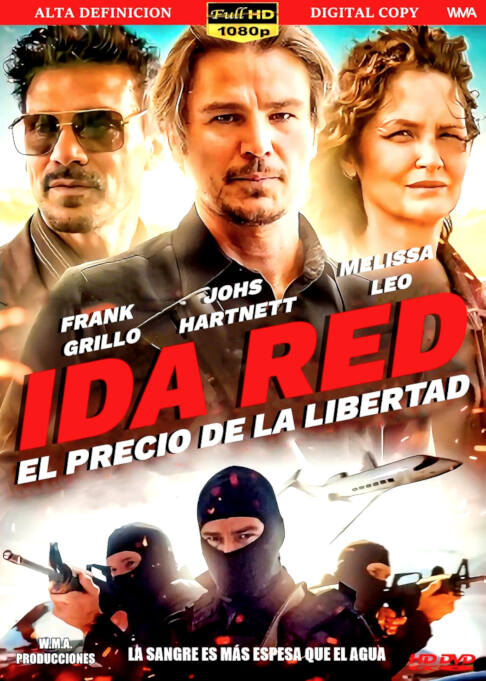 ALTA DEFINICION
Full HD
1080p
DIGITAL COPY
WMA
FRANK
GRILLO
JOHS
HARTNETT
MELISSA
LEO
IDA RED
EL PRECIO DE LA LIBERTAD
W.M.A.
PRODUCCIONES
LA SANGRE ES MÁS ESPESA QUE EL AGUA
HD DVD